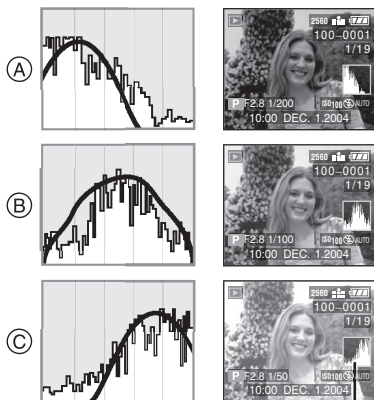 A
2560
100-0001
1/19
P F2.8 1/200 ISO100 AUTO
10:00 DEC. 1.2004
B
2560
100-0001
1/19
P F2.8 1/100 ISO100 AUTO
10:00 DEC. 1.2004
C
2560
100-0001
1/19
P F2.8 1/50 ISO100 AUTO
10:00 DEC. 1.2004